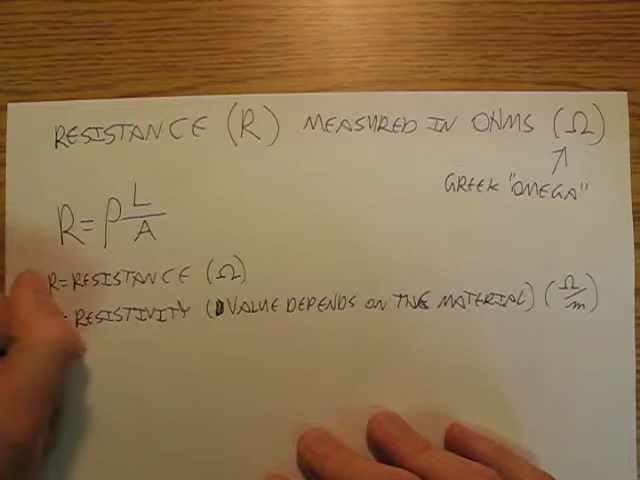 RESISTANCE (R) MEASURED IN OHMS (Ω)
GREEK "OMEGA"
R = ρ L/A
R = RESISTANCE (Ω)
= RESISTIVITY (VALUE DEPENDS ON THE MATERIAL) (Ω/m)